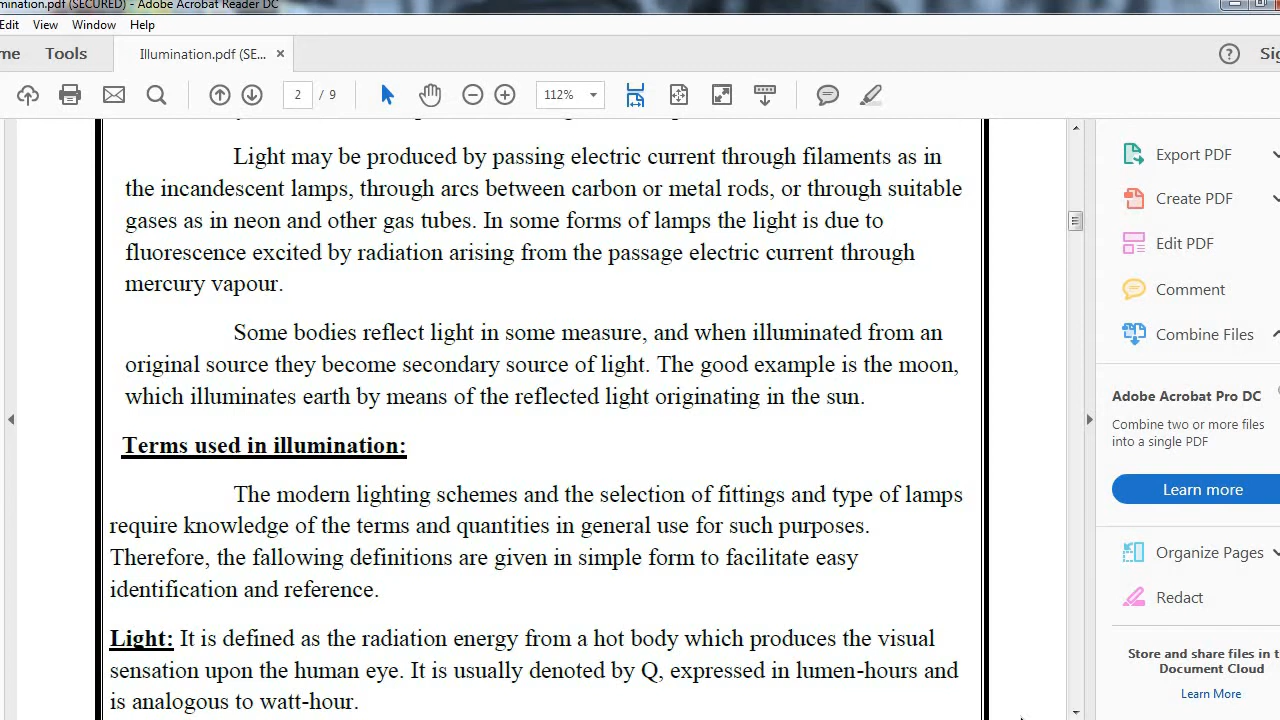 mination.pdf (SECURED) - Adobe Acrobat Reader DC
Edit View Window Help
me Tools Illumination.pdf (SE... × ? Sig
2 / 9 112%
Light may be produced by passing electric current through filaments as in
the incandescent lamps, through arcs between carbon or metal rods, or through suitable
gases as in neon and other gas tubes. In some forms of lamps the light is due to
fluorescence excited by radiation arising from the passage electric current through
mercury vapour.
Some bodies reflect light in some measure, and when illuminated from an
original source they become secondary source of light. The good example is the moon,
which illuminates earth by means of the reflected light originating in the sun.
Terms used in illumination:
The modern lighting schemes and the selection of fittings and type of lamps
require knowledge of the terms and quantities in general use for such purposes.
Therefore, the fallowing definitions are given in simple form to facilitate easy
identification and reference.
Light: It is defined as the radiation energy from a hot body which produces the visual
sensation upon the human eye. It is usually denoted by Q, expressed in lumen-hours and
is analogous to watt-hour.
Export PDF
Create PDF
Edit PDF
Comment
Combine Files
Adobe Acrobat Pro DC
Combine two or more files
into a single PDF
Learn more
Organize Pages
Redact
Store and share files in t
Document Cloud
Learn More